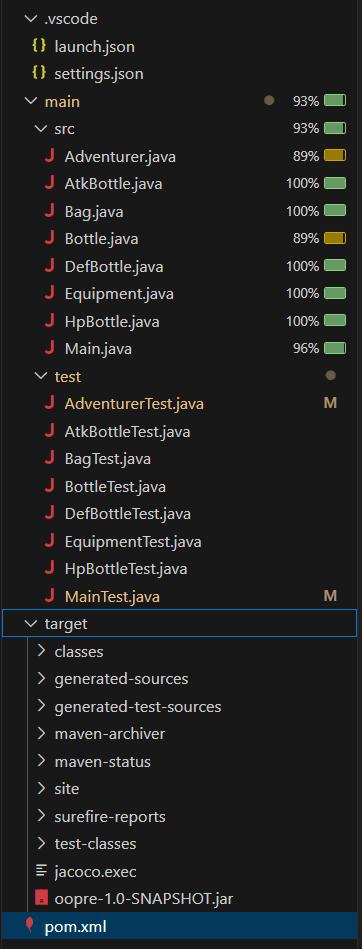 .vscode
{} launch.json
{} settings.json
main 93%
src 93%
J Adventurer.java 89%
J AtkBottle.java 100%
J Bag.java 100%
J Bottle.java 89%
J DefBottle.java 100%
J Equipment.java 100%
J HpBottle.java 100%
J Main.java 96%
test
J AdventurerTest.java M
J AtkBottleTest.java
J BagTest.java
J BottleTest.java
J DefBottleTest.java
J EquipmentTest.java
J HpBottleTest.java
J MainTest.java M
target
classes
generated-sources
generated-test-sources
maven-archiver
maven-status
site
surefire-reports
test-classes
jacoco.exec
oopre-1.0-SNAPSHOT.jar
pom.xml